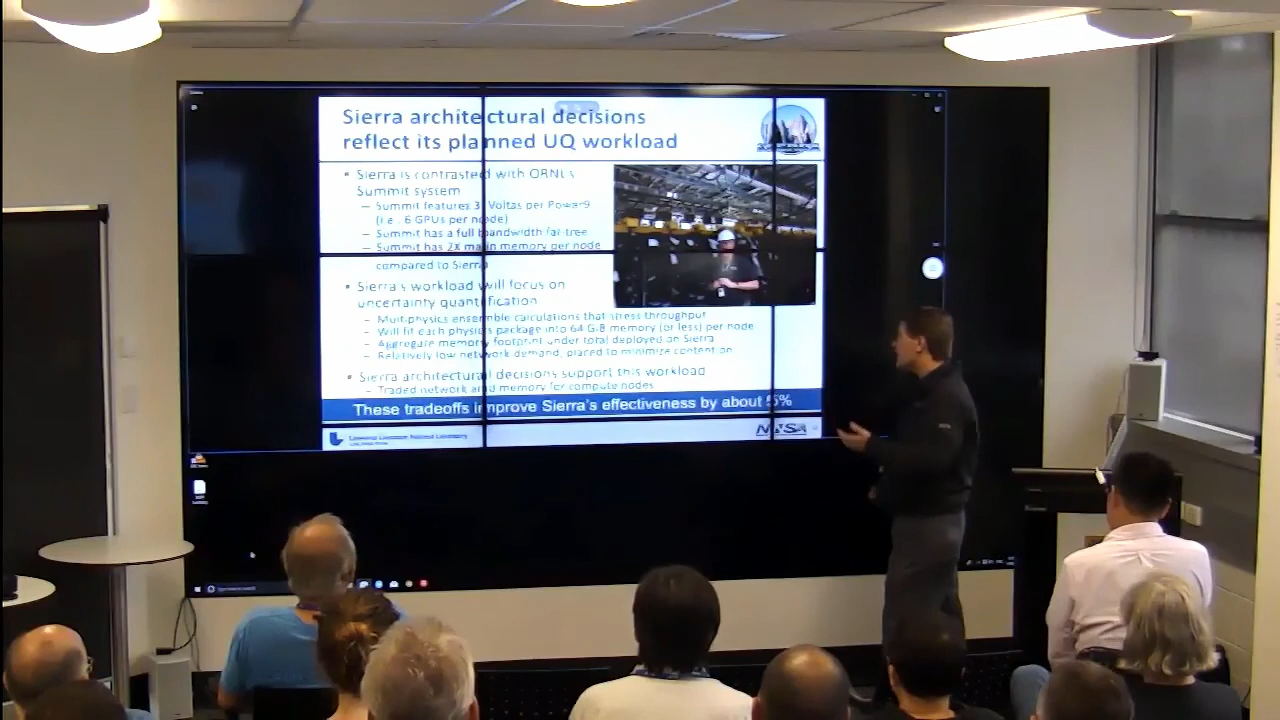 Sierra architectural decisions
reflect its planned UQ workload
• Sierra is contrasted with ORNL's
Summit system
– Summit features 3 Voltas per Power9
(i.e., 6 GPUs per node)
– Summit has a full bandwidth fat-tree
– Summit has 2X main memory per node
compared to Sierra
• Sierra's workload will focus on
uncertainty quantification
– Multiphysics ensemble calculations that stress throughput
– Will fit each physics package into 64 GiB memory (or less) per node
– Aggregate memory footprint under total deployed on Sierra
– Relatively low network demand, placed to minimize contention
• Sierra architectural decisions support this workload
– Traded network and memory for compute nodes
These tradeoffs improve Sierra's effectiveness by about 5%
Lawrence Livermore National Laboratory
NNSA